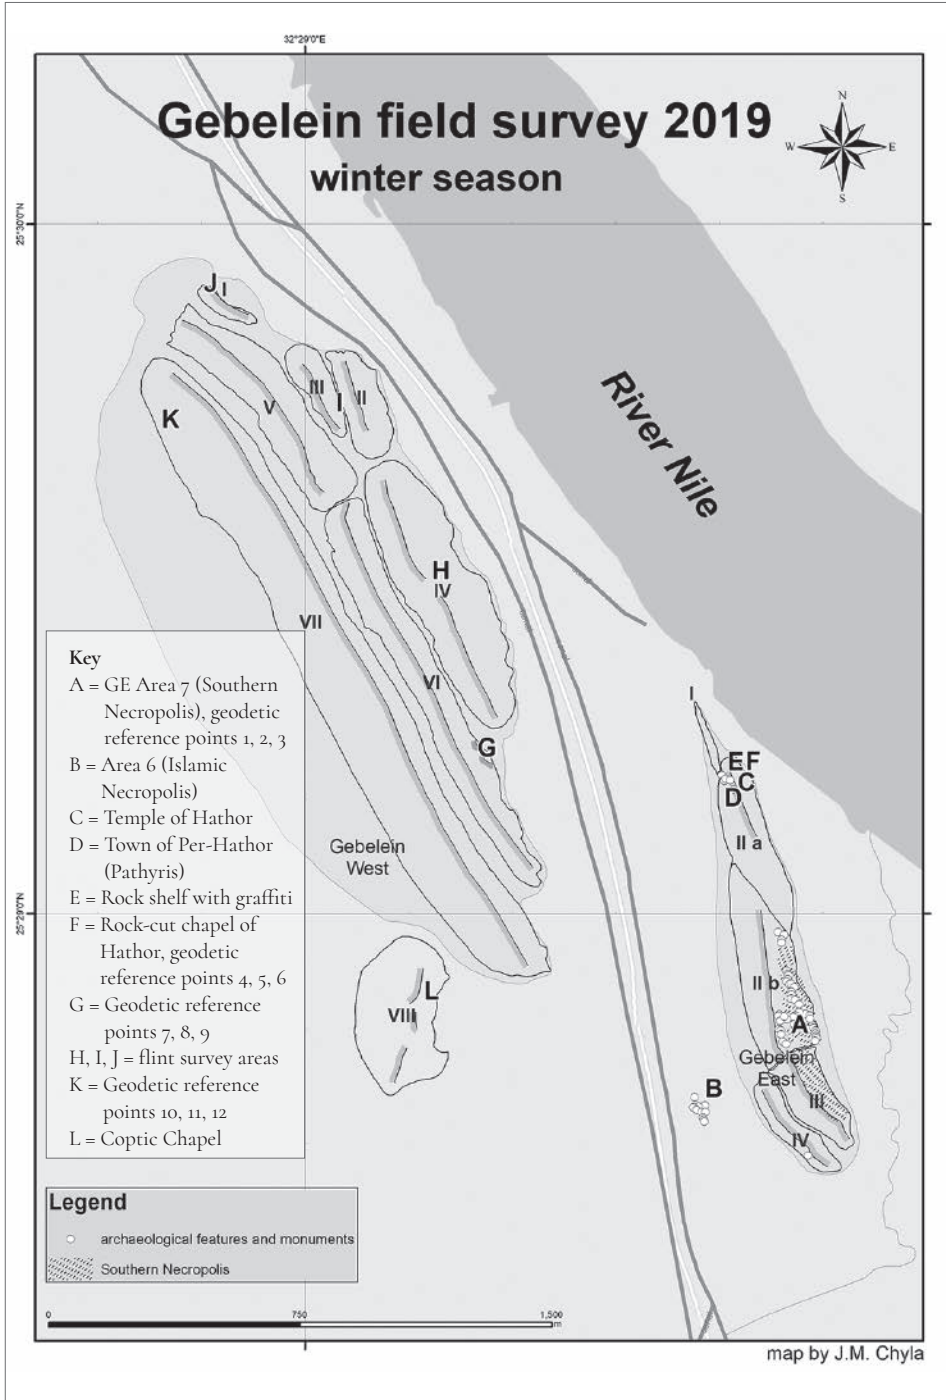 32°29'0"E
Gebelein field survey 2019
winter season
N
W
E
S
25°30'0"N
River Nile
J
I
III
I
II
V
K
H
IV
VII
VI
G
I
E F
C
D
II a
Gebelein
West
25°29'0"N
II b
L
VIII
A
Gebelein
East
B
III
IV
Key
A = GE Area 7 (Southern
Necropolis), geodetic
reference points 1, 2, 3
B = Area 6 (Islamic
Necropolis)
C = Temple of Hathor
D = Town of Per-Hathor
(Pathyris)
E = Rock shelf with graffiti
F = Rock-cut chapel of
Hathor, geodetic
reference points 4, 5, 6
G = Geodetic reference
points 7, 8, 9
H, I, J = flint survey areas
K = Geodetic reference
points 10, 11, 12
L = Coptic Chapel
Legend
archaeological features and monuments
Southern Necropolis
0
750
1,500
m
map by J.M. Chyla